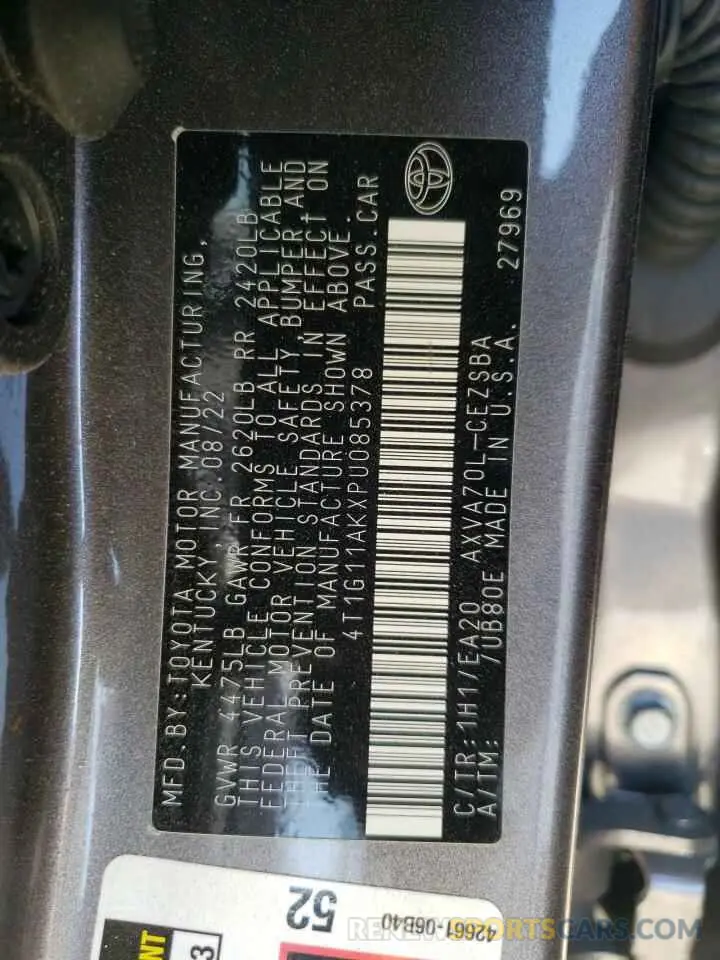 MFD.BY:TOYOTA MOTOR MANUFACTURING,
KENTUCKY, INC.08/22
GVWR 4475LB GAWR FR 2620LB RR 2420LB
THIS VEHICLE CONFORMS TO ALL APPLICABLE
FEDERAL MOTOR VEHICLE SAFETY, BUMPER, AND
THEFT PREVENTION STANDARDS IN EFFECT ON
THE DATE OF MANUFACTURE SHOWN ABOVE.
4T1G11AKXPU085378 PASS.CAR
C/TR:1H1/EA20 AXVA70L-CEZSBA
A/TM: /UB80E MADE IN U.S.A. 27969
52
42661-06B40
3
RENEWSPORTSCARS.COM